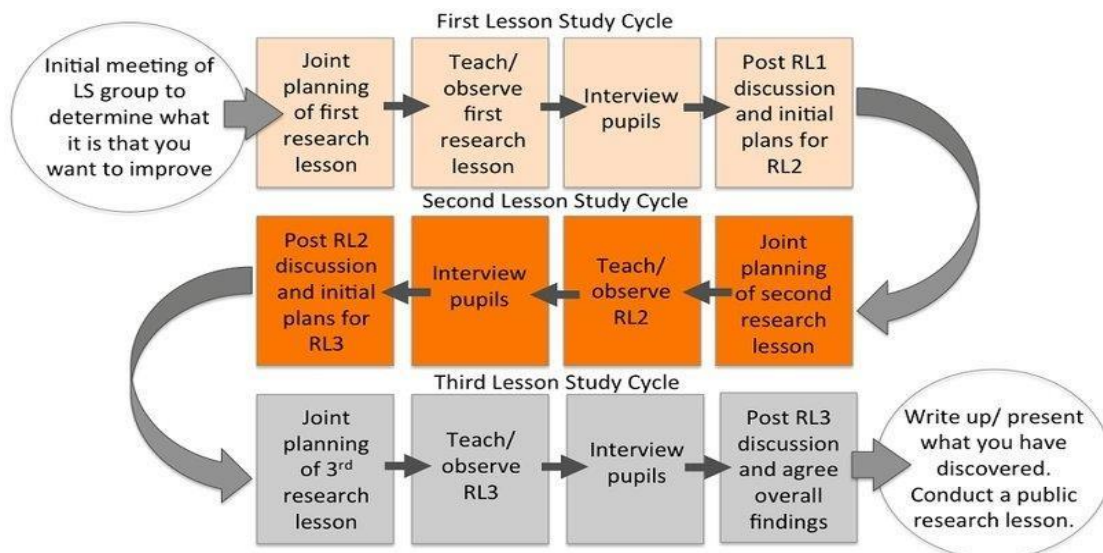 First Lesson Study Cycle
Initial meeting of
LS group to
determine what
it is that you
want to improve
Joint
planning
of first
research
lesson
Teach/
observe
first
research
lesson
Interview
pupils
Post RL1
discussion
and initial
plans for
RL2
Second Lesson Study Cycle
Joint
planning
of second
research
lesson
Teach/
observe
RL2
Interview
pupils
Post RL2
discussion
and initial
plans for
RL3
Third Lesson Study Cycle
Joint
planning
of 3rd
research
lesson
Teach/
observe
RL3
Interview
pupils
Post RL3
discussion
and agree
overall
findings
Write up/ present
what you have
discovered.
Conduct a public
research lesson.